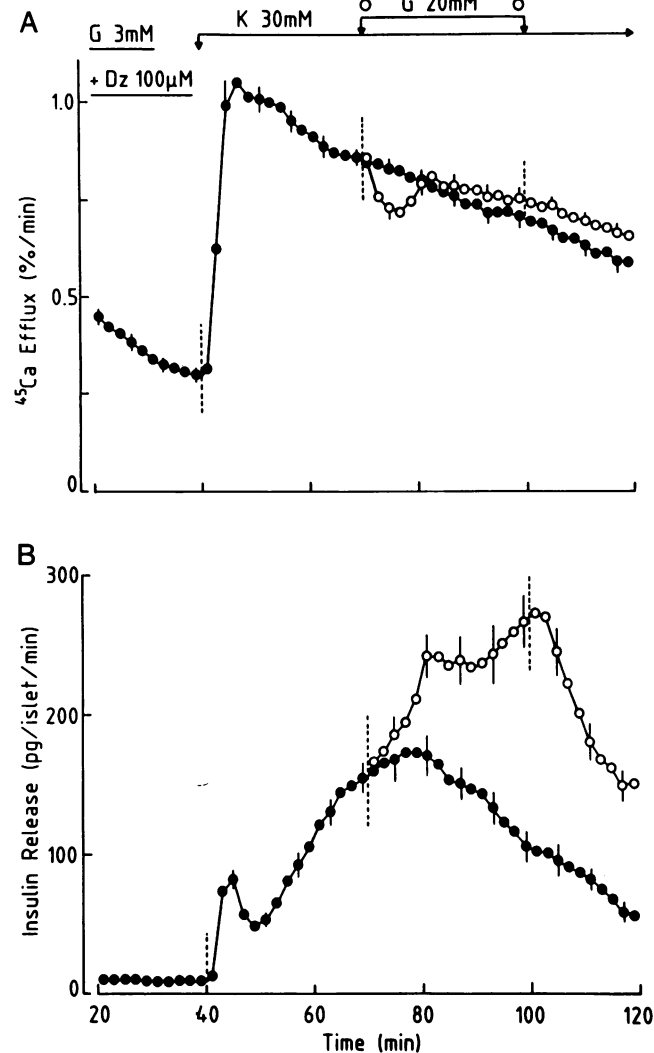 A
K 30mM
G 20mM
G 3mM
+ Dz 100µM
1.0
0.5
0
⁴⁵Ca Efflux (%/min)
B
300
200
100
0
Insulin Release (pg/islet/min)
20 40 60 80 100 120
Time (min)